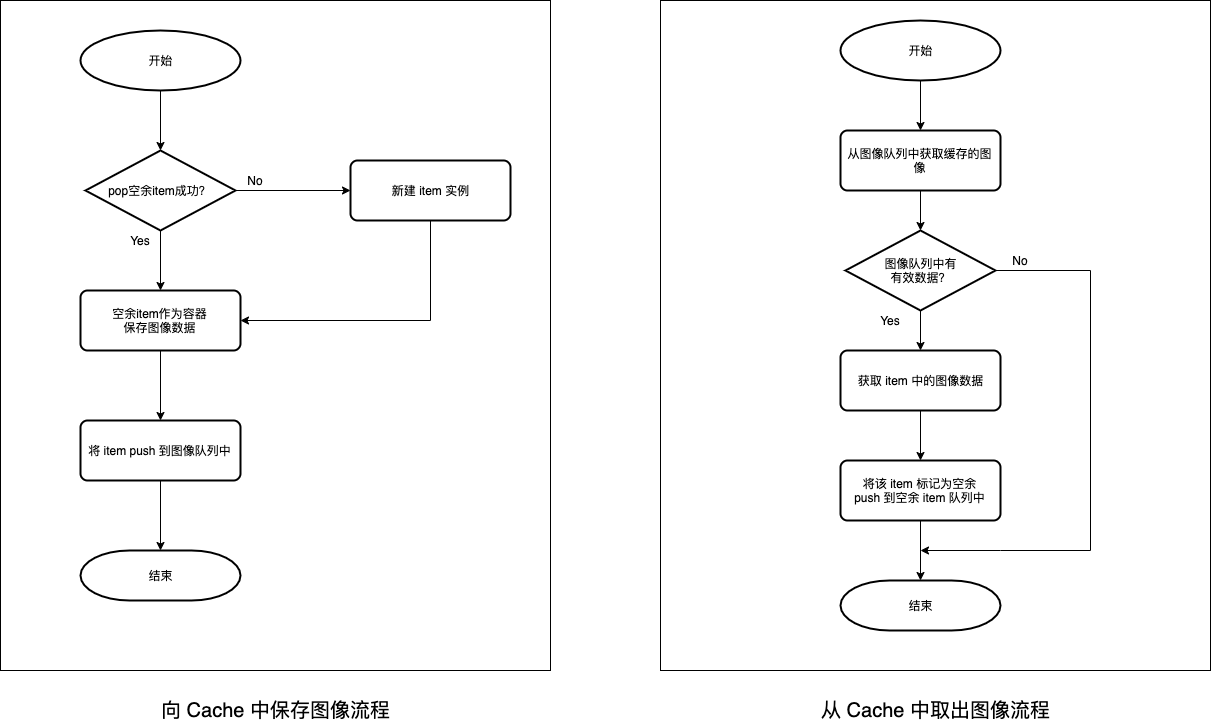 开始
pop空余item成功?
No
新建 item 实例
Yes
空余item作为容器
保存图像数据
将 item push 到图像队列中
结束
向 Cache 中保存图像流程
开始
从图像队列中获取缓存的图
像
图像队列中有
有效数据?
No
Yes
获取 item 中的图像数据
将该 item 标记为空余
push 到空余 item 队列中
结束
从 Cache 中取出图像流程